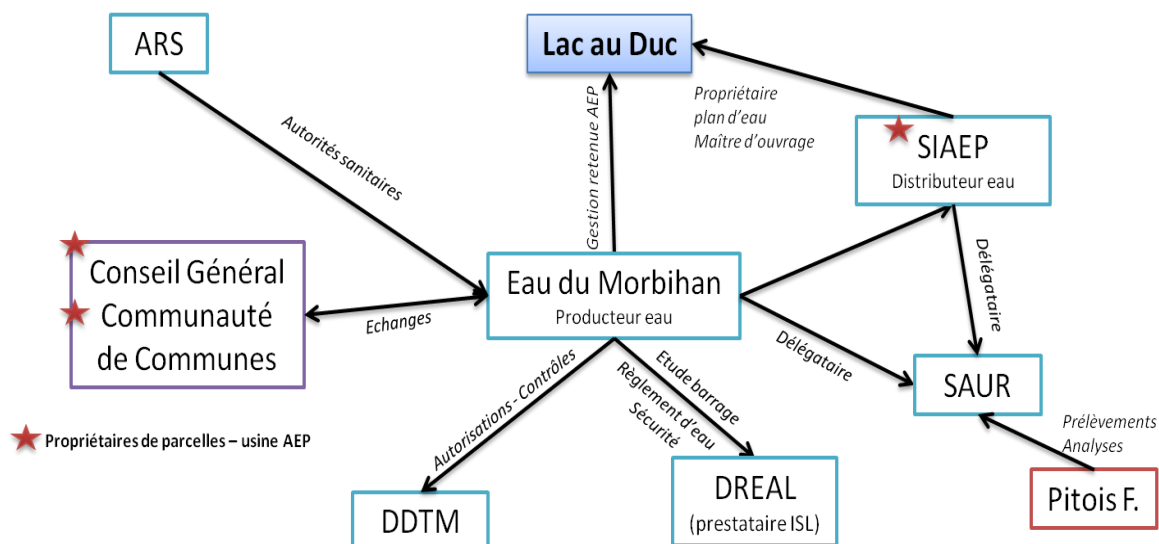 ARS
Lac au Duc
Propriétaire
plan d'eau
Maître d'ouvrage
SIAEP
Distributeur eau
Autorités sanitaires
Gestion retenue AEP
Conseil Général
Communauté
de Communes
Echanges
Eau du Morbihan
Producteur eau
Délégataire
Délégataire
SAUR
Etude barrage
Règlement d'eau
Sécurité
Autorisations - Contrôles
Prélèvements
Analyses
Propriétaires de parcelles – usine AEP
DDTM
DREAL
(prestataire ISL)
Pitois F.